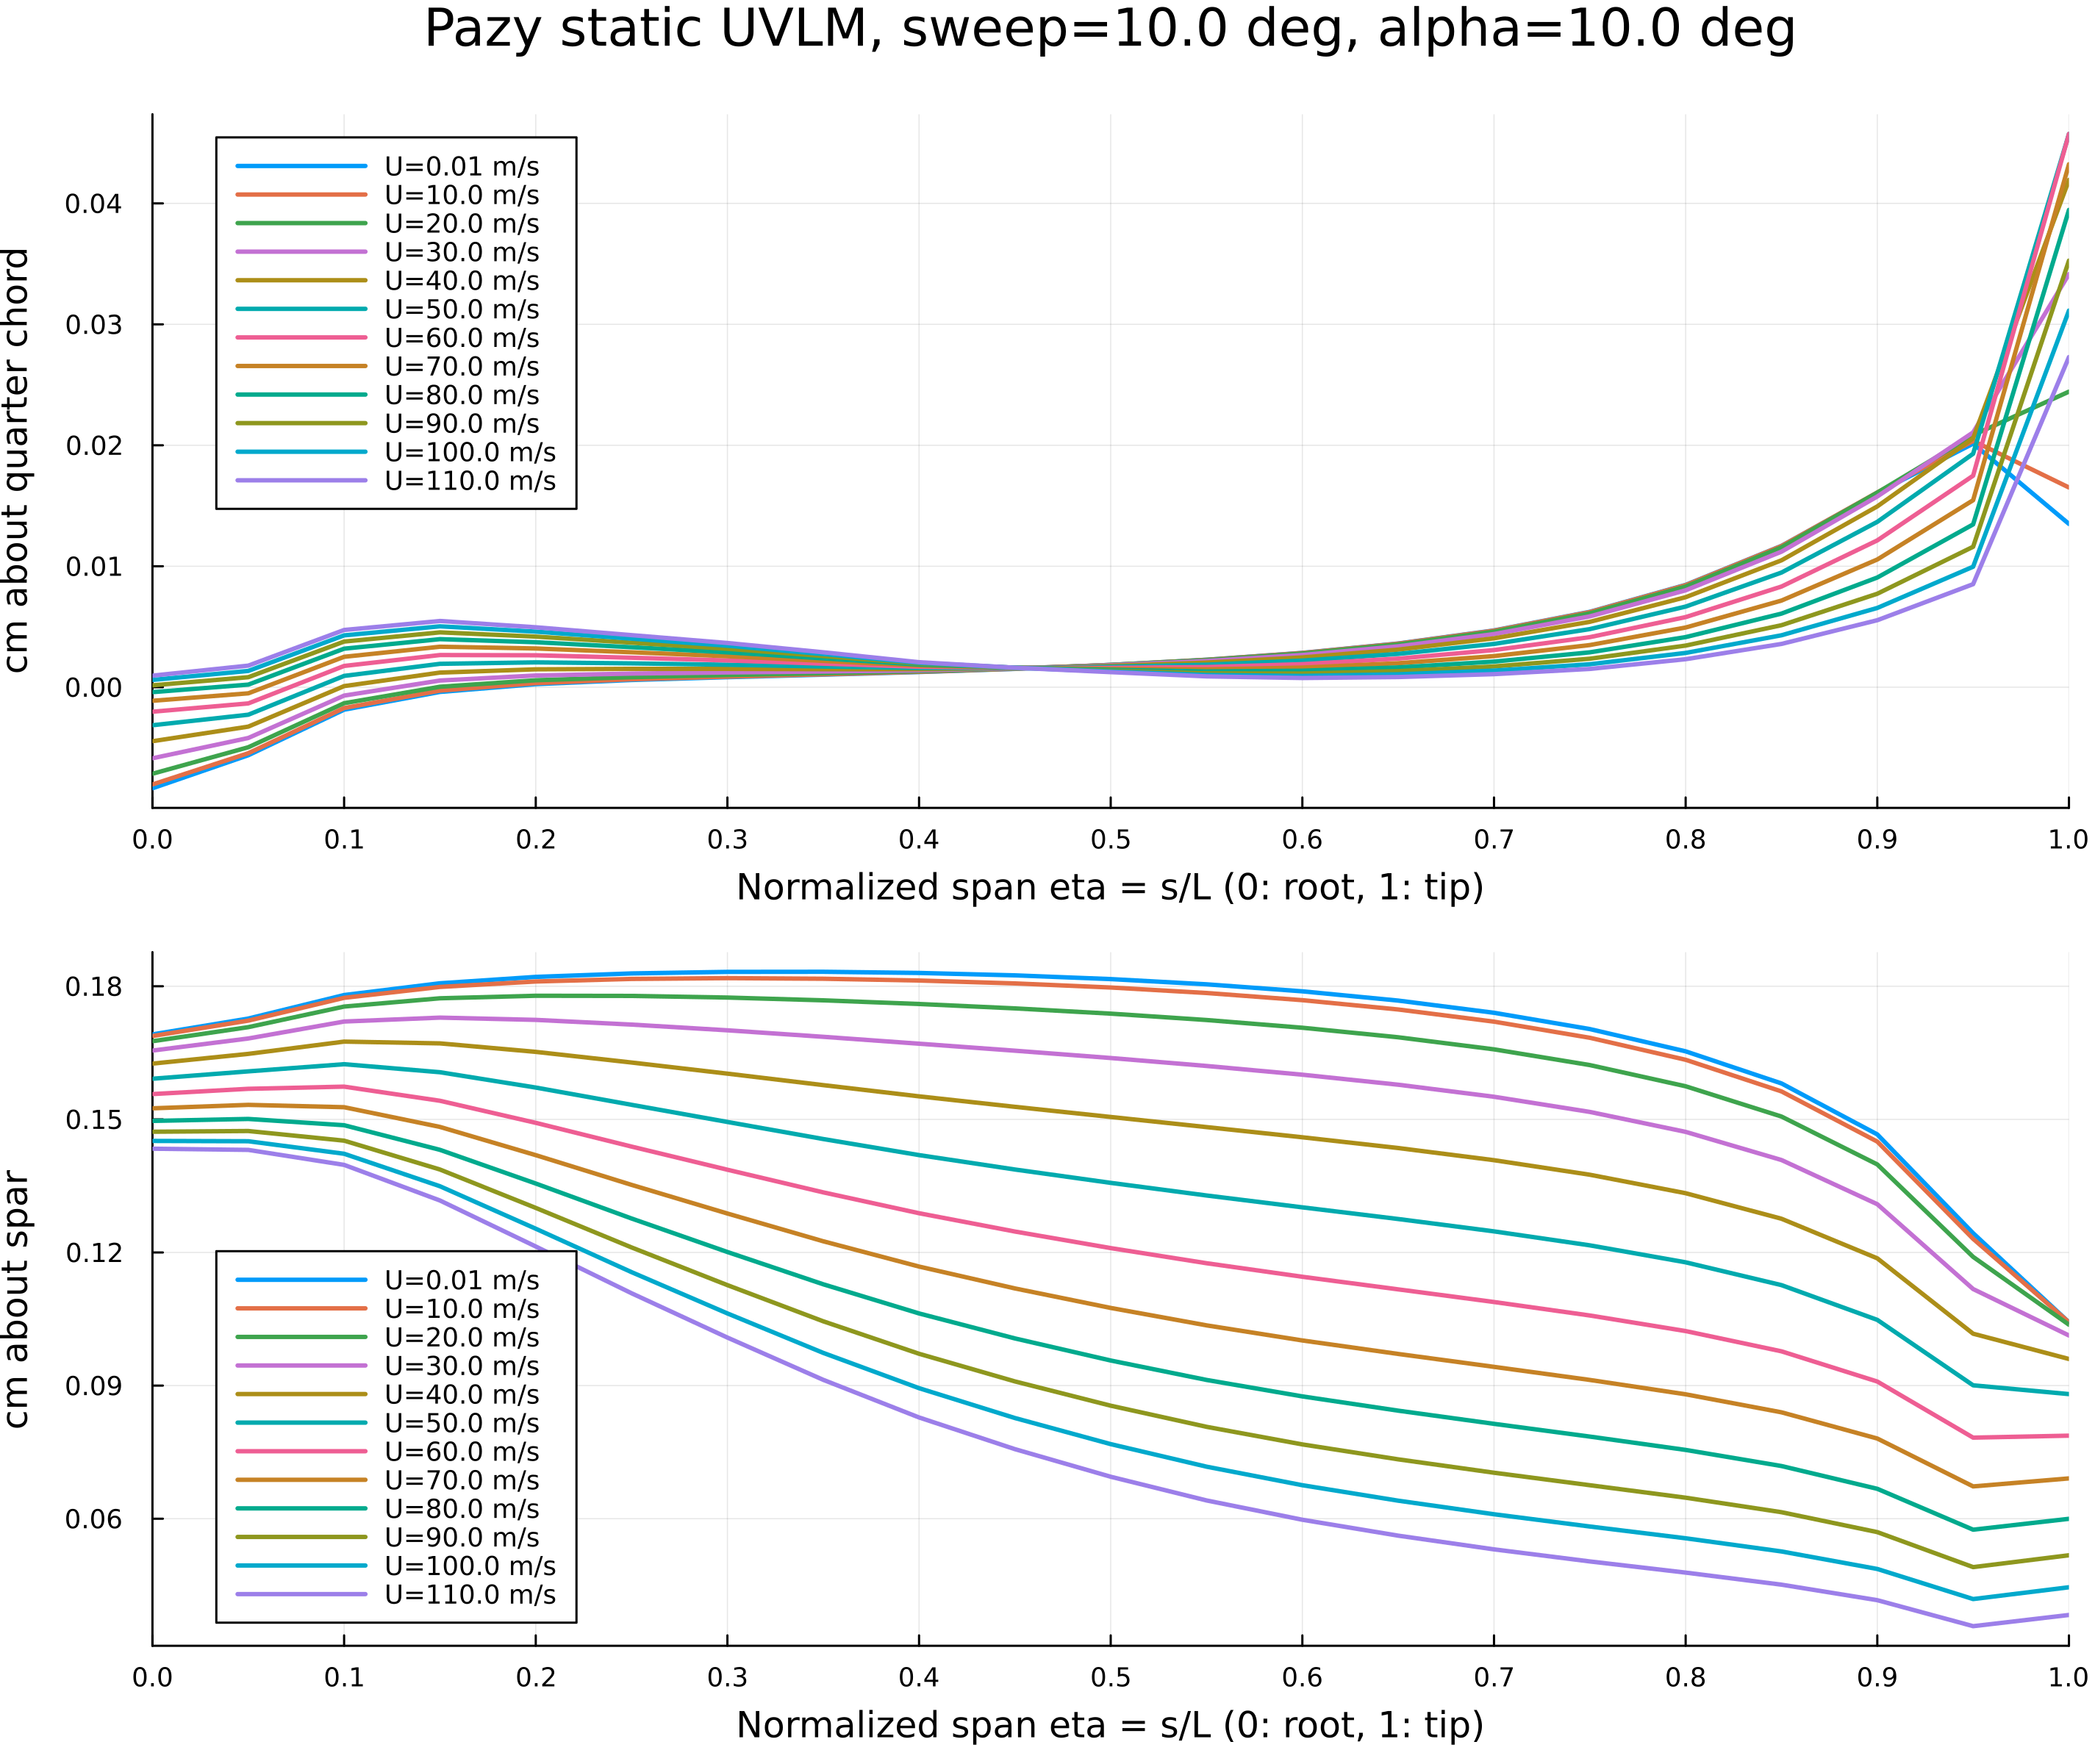 Pazy static UVLM, sweep=10.0 deg, alpha=10.0 deg
cm about quarter chord
0.04
0.03
0.02
0.01
0.00
U=0.01 m/s
U=10.0 m/s
U=20.0 m/s
U=30.0 m/s
U=40.0 m/s
U=50.0 m/s
U=60.0 m/s
U=70.0 m/s
U=80.0 m/s
U=90.0 m/s
U=100.0 m/s
U=110.0 m/s
0.0 0.1 0.2 0.3 0.4 0.5 0.6 0.7 0.8 0.9 1.0
Normalized span eta = s/L (0: root, 1: tip)
cm about spar
0.18
0.15
0.12
0.09
0.06
U=0.01 m/s
U=10.0 m/s
U=20.0 m/s
U=30.0 m/s
U=40.0 m/s
U=50.0 m/s
U=60.0 m/s
U=70.0 m/s
U=80.0 m/s
U=90.0 m/s
U=100.0 m/s
U=110.0 m/s
0.0 0.1 0.2 0.3 0.4 0.5 0.6 0.7 0.8 0.9 1.0
Normalized span eta = s/L (0: root, 1: tip)